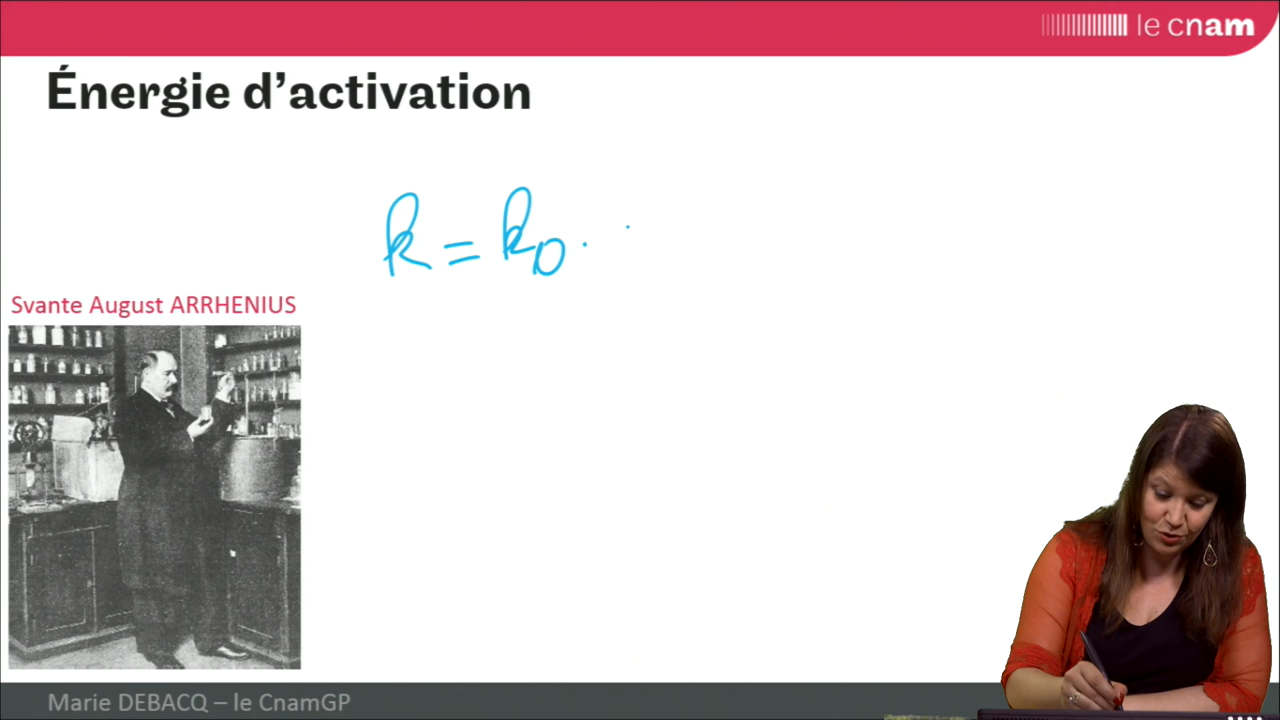 le cnam
Énergie d'activation
k = k0 .
Svante August ARRHENIUS
Marie DEBACQ – le CnamGP